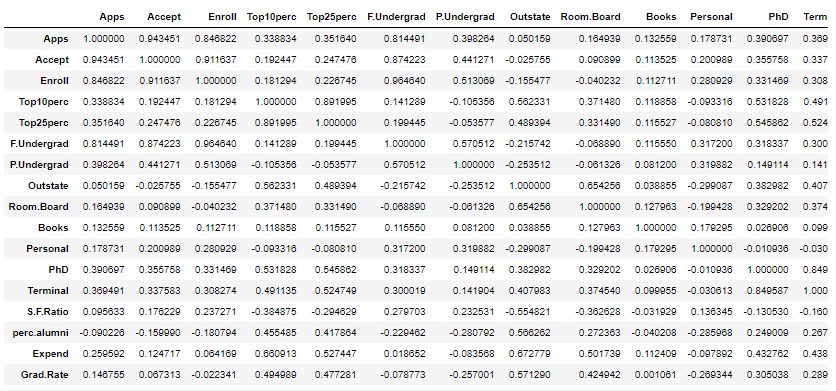 Apps Accept Enroll Top10perc Top25perc F.Undergrad P.Undergrad Outstate Room.Board Books Personal PhD Term
Apps 1.000000 0.943451 0.846822 0.338834 0.351640 0.814491 0.398264 0.050159 0.164939 0.132559 0.178731 0.390697 0.369
Accept 0.943451 1.000000 0.911637 0.192447 0.247476 0.874223 0.441271 -0.025755 0.090899 0.113525 0.200989 0.355758 0.337
Enroll 0.846822 0.911637 1.000000 0.181294 0.226745 0.964640 0.513069 -0.155477 -0.040232 0.112711 0.280929 0.331469 0.308
Top10perc 0.338834 0.192447 0.181294 1.000000 0.891995 0.141289 -0.105356 0.562331 0.371480 0.118858 -0.093316 0.531828 0.491
Top25perc 0.351640 0.247476 0.226745 0.891995 1.000000 0.199445 -0.053577 0.489394 0.331490 0.115527 -0.080810 0.545862 0.524
F.Undergrad 0.814491 0.874223 0.964640 0.141289 0.199445 1.000000 0.570512 -0.215742 -0.068890 0.115550 0.317200 0.318337 0.300
P.Undergrad 0.398264 0.441271 0.513069 -0.105356 -0.053577 0.570512 1.000000 -0.253512 -0.061326 0.081200 0.319882 0.149114 0.141
Outstate 0.050159 -0.025755 -0.155477 0.562331 0.489394 -0.215742 -0.253512 1.000000 0.654256 0.038855 -0.299087 0.382982 0.407
Room.Board 0.164939 0.090899 -0.040232 0.371480 0.331490 -0.068890 -0.061326 0.654256 1.000000 0.127963 -0.199428 0.329202 0.374
Books 0.132559 0.113525 0.112711 0.118858 0.115527 0.115550 0.081200 0.038855 0.127963 1.000000 0.179295 0.026906 0.099
Personal 0.178731 0.200989 0.280929 -0.093316 -0.080810 0.317200 0.319882 -0.299087 -0.199428 0.179295 1.000000 -0.010936 -0.030
PhD 0.390697 0.355758 0.331469 0.531828 0.545862 0.318337 0.149114 0.382982 0.329202 0.026906 -0.010936 1.000000 0.849
Terminal 0.369491 0.337583 0.308274 0.491135 0.524749 0.300019 0.141904 0.407983 0.374540 0.099955 -0.030613 0.849587 1.000
S.F.Ratio 0.095633 0.176229 0.237271 -0.384875 -0.294629 0.279703 0.232531 -0.554821 -0.362628 -0.031929 0.136345 -0.130530 -0.160
perc.alumni -0.090226 -0.159990 -0.180794 0.455485 0.417864 -0.229462 -0.280792 0.566262 0.272363 -0.040208 -0.285968 0.249009 0.267
Expend 0.259592 0.124717 0.064169 0.660913 0.527447 0.018652 -0.083568 0.672779 0.501739 0.112409 -0.097892 0.432762 0.438
Grad.Rate 0.146755 0.067313 -0.022341 0.494989 0.477281 -0.078773 -0.257001 0.571290 0.424942 0.001061 -0.269344 0.305038 0.289